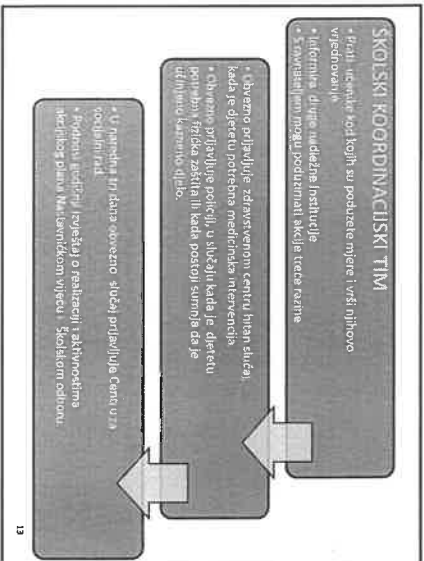 ŠKOLSKI KOORDINACIJSKI TIM
• Prati učenike kod kojih su poduzete mjere i vrši njihovo
vrjednovanje
• Informira druge nadležne institucije
• S ravnateljem mogu poduzimati akcije treće razine
• Obvezno prijavljuje zdravstvenom centru hitan slučaj,
kada je djetetu potrebna medicinska intervencija.
• Obvezno prijavljuje policiji, u slučaju kada je djetetu
potrebna fizička zaštita ili kada postoji sumnja da je
učinjeno kazneno djelo.
• U naredna tri dana obvezno slučaj prijavljuje Centru za
socijalni rad.
• Podnosi godišnji izvještaj o realizaciji i aktivnostima
akcijskog plana Nastavničkom vijeću i Školskom odboru.
13